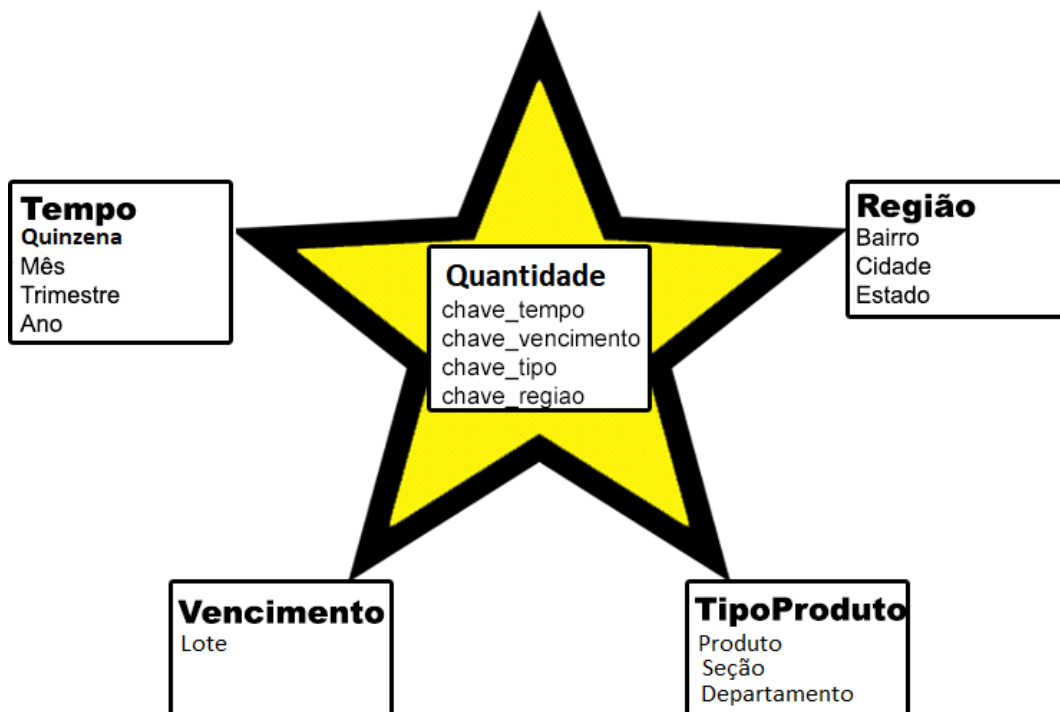 Tempo
Quinzena
Mês
Trimestre
Ano
Região
Bairro
Cidade
Estado
Quantidade
chave_tempo
chave_vencimento
chave_tipo
chave_regiao
Vencimento
Lote
TipoProduto
Produto
Seção
Departamento